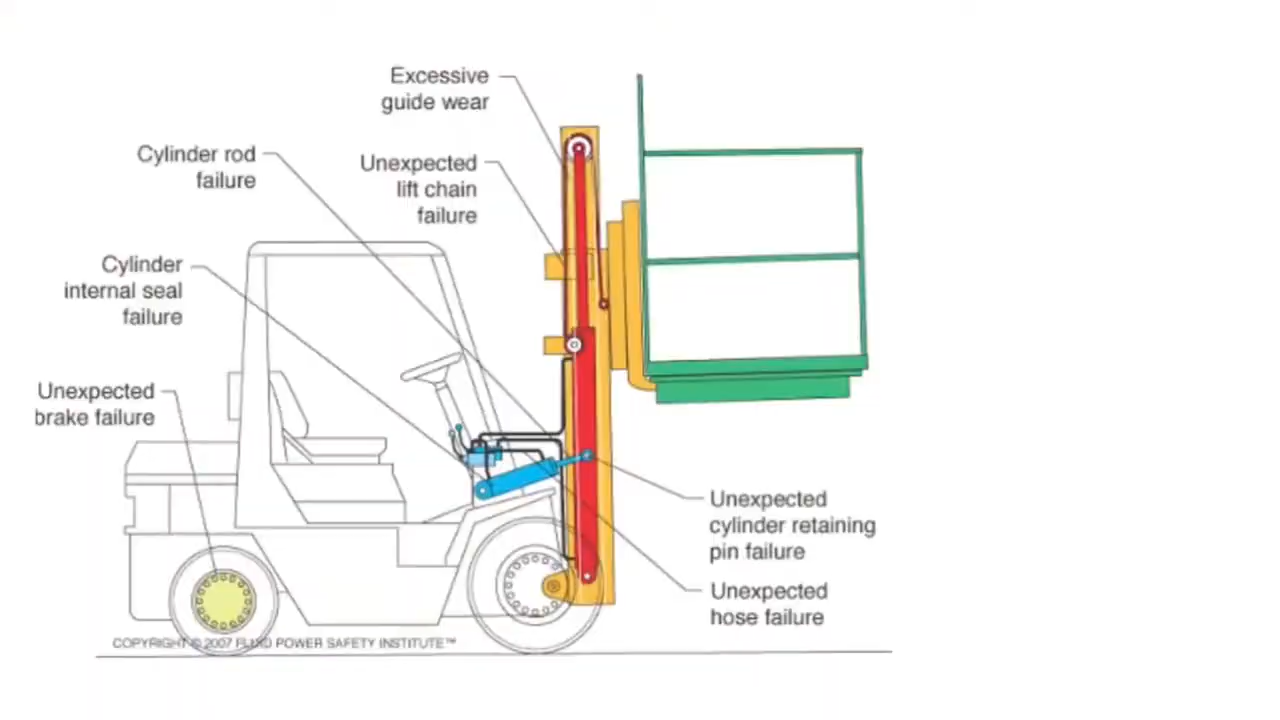 Excessive
guide wear
Cylinder rod
failure
Unexpected
lift chain
failure
Cylinder
internal seal
failure
Unexpected
brake failure
Unexpected
cylinder retaining
pin failure
Unexpected
hose failure
COPYRIGHT © 2007 FLUID POWER SAFETY INSTITUTE™